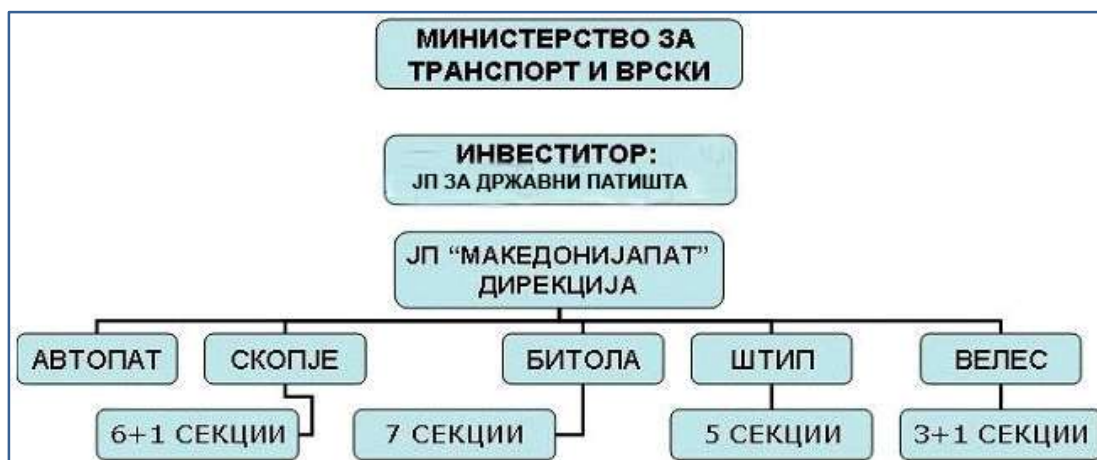 МИНИСТЕРСТВО ЗА
ТРАНСПОРТ И ВРСКИ
ИНВЕСТИТОР:
ЈП ЗА ДРЖАВНИ ПАТИШТА
ЈП “МАКЕДОНИЈАПАТ”
ДИРЕКЦИЈА
АВТОПАТ
СКОПЈЕ
БИТОЛА
ШТИП
ВЕЛЕС
6+1 СЕКЦИИ
7 СЕКЦИИ
5 СЕКЦИИ
3+1 СЕКЦИИ